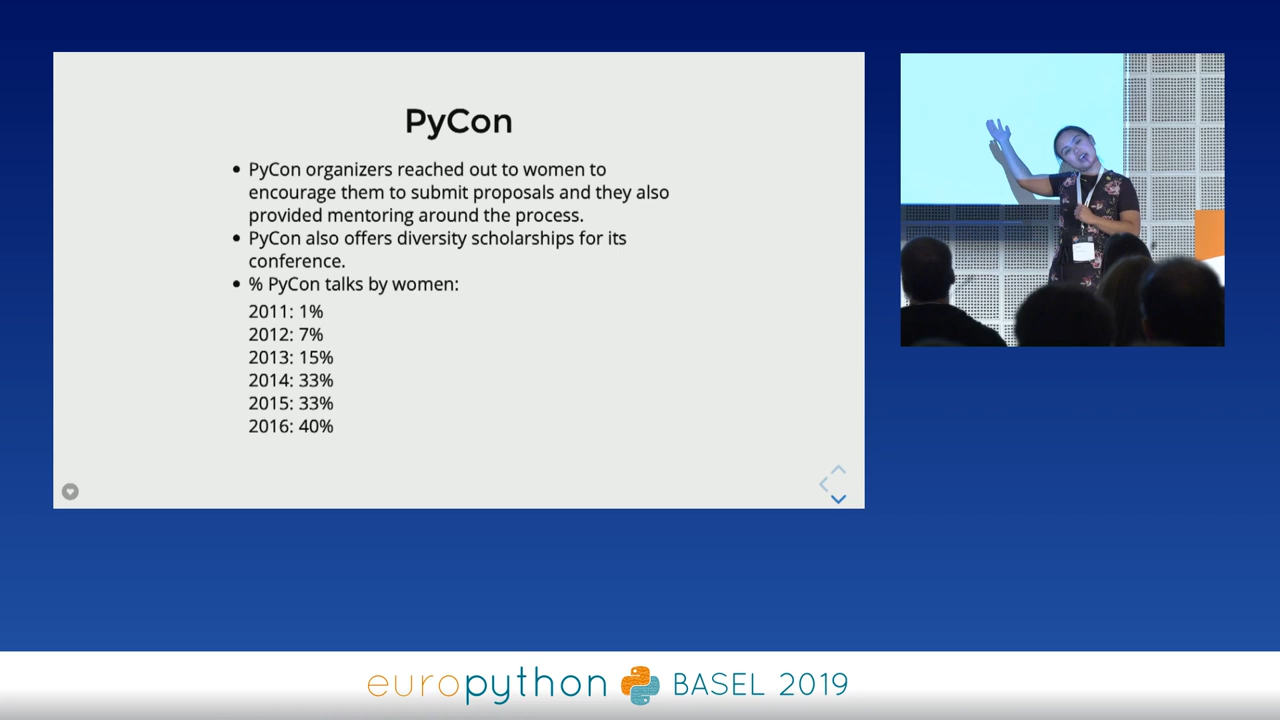 PyCon
• PyCon organizers reached out to women to
encourage them to submit proposals and they also
provided mentoring around the process.
• PyCon also offers diversity scholarships for its
conference.
• % PyCon talks by women:
2011: 1%
2012: 7%
2013: 15%
2014: 33%
2015: 33%
2016: 40%
europython BASEL 2019